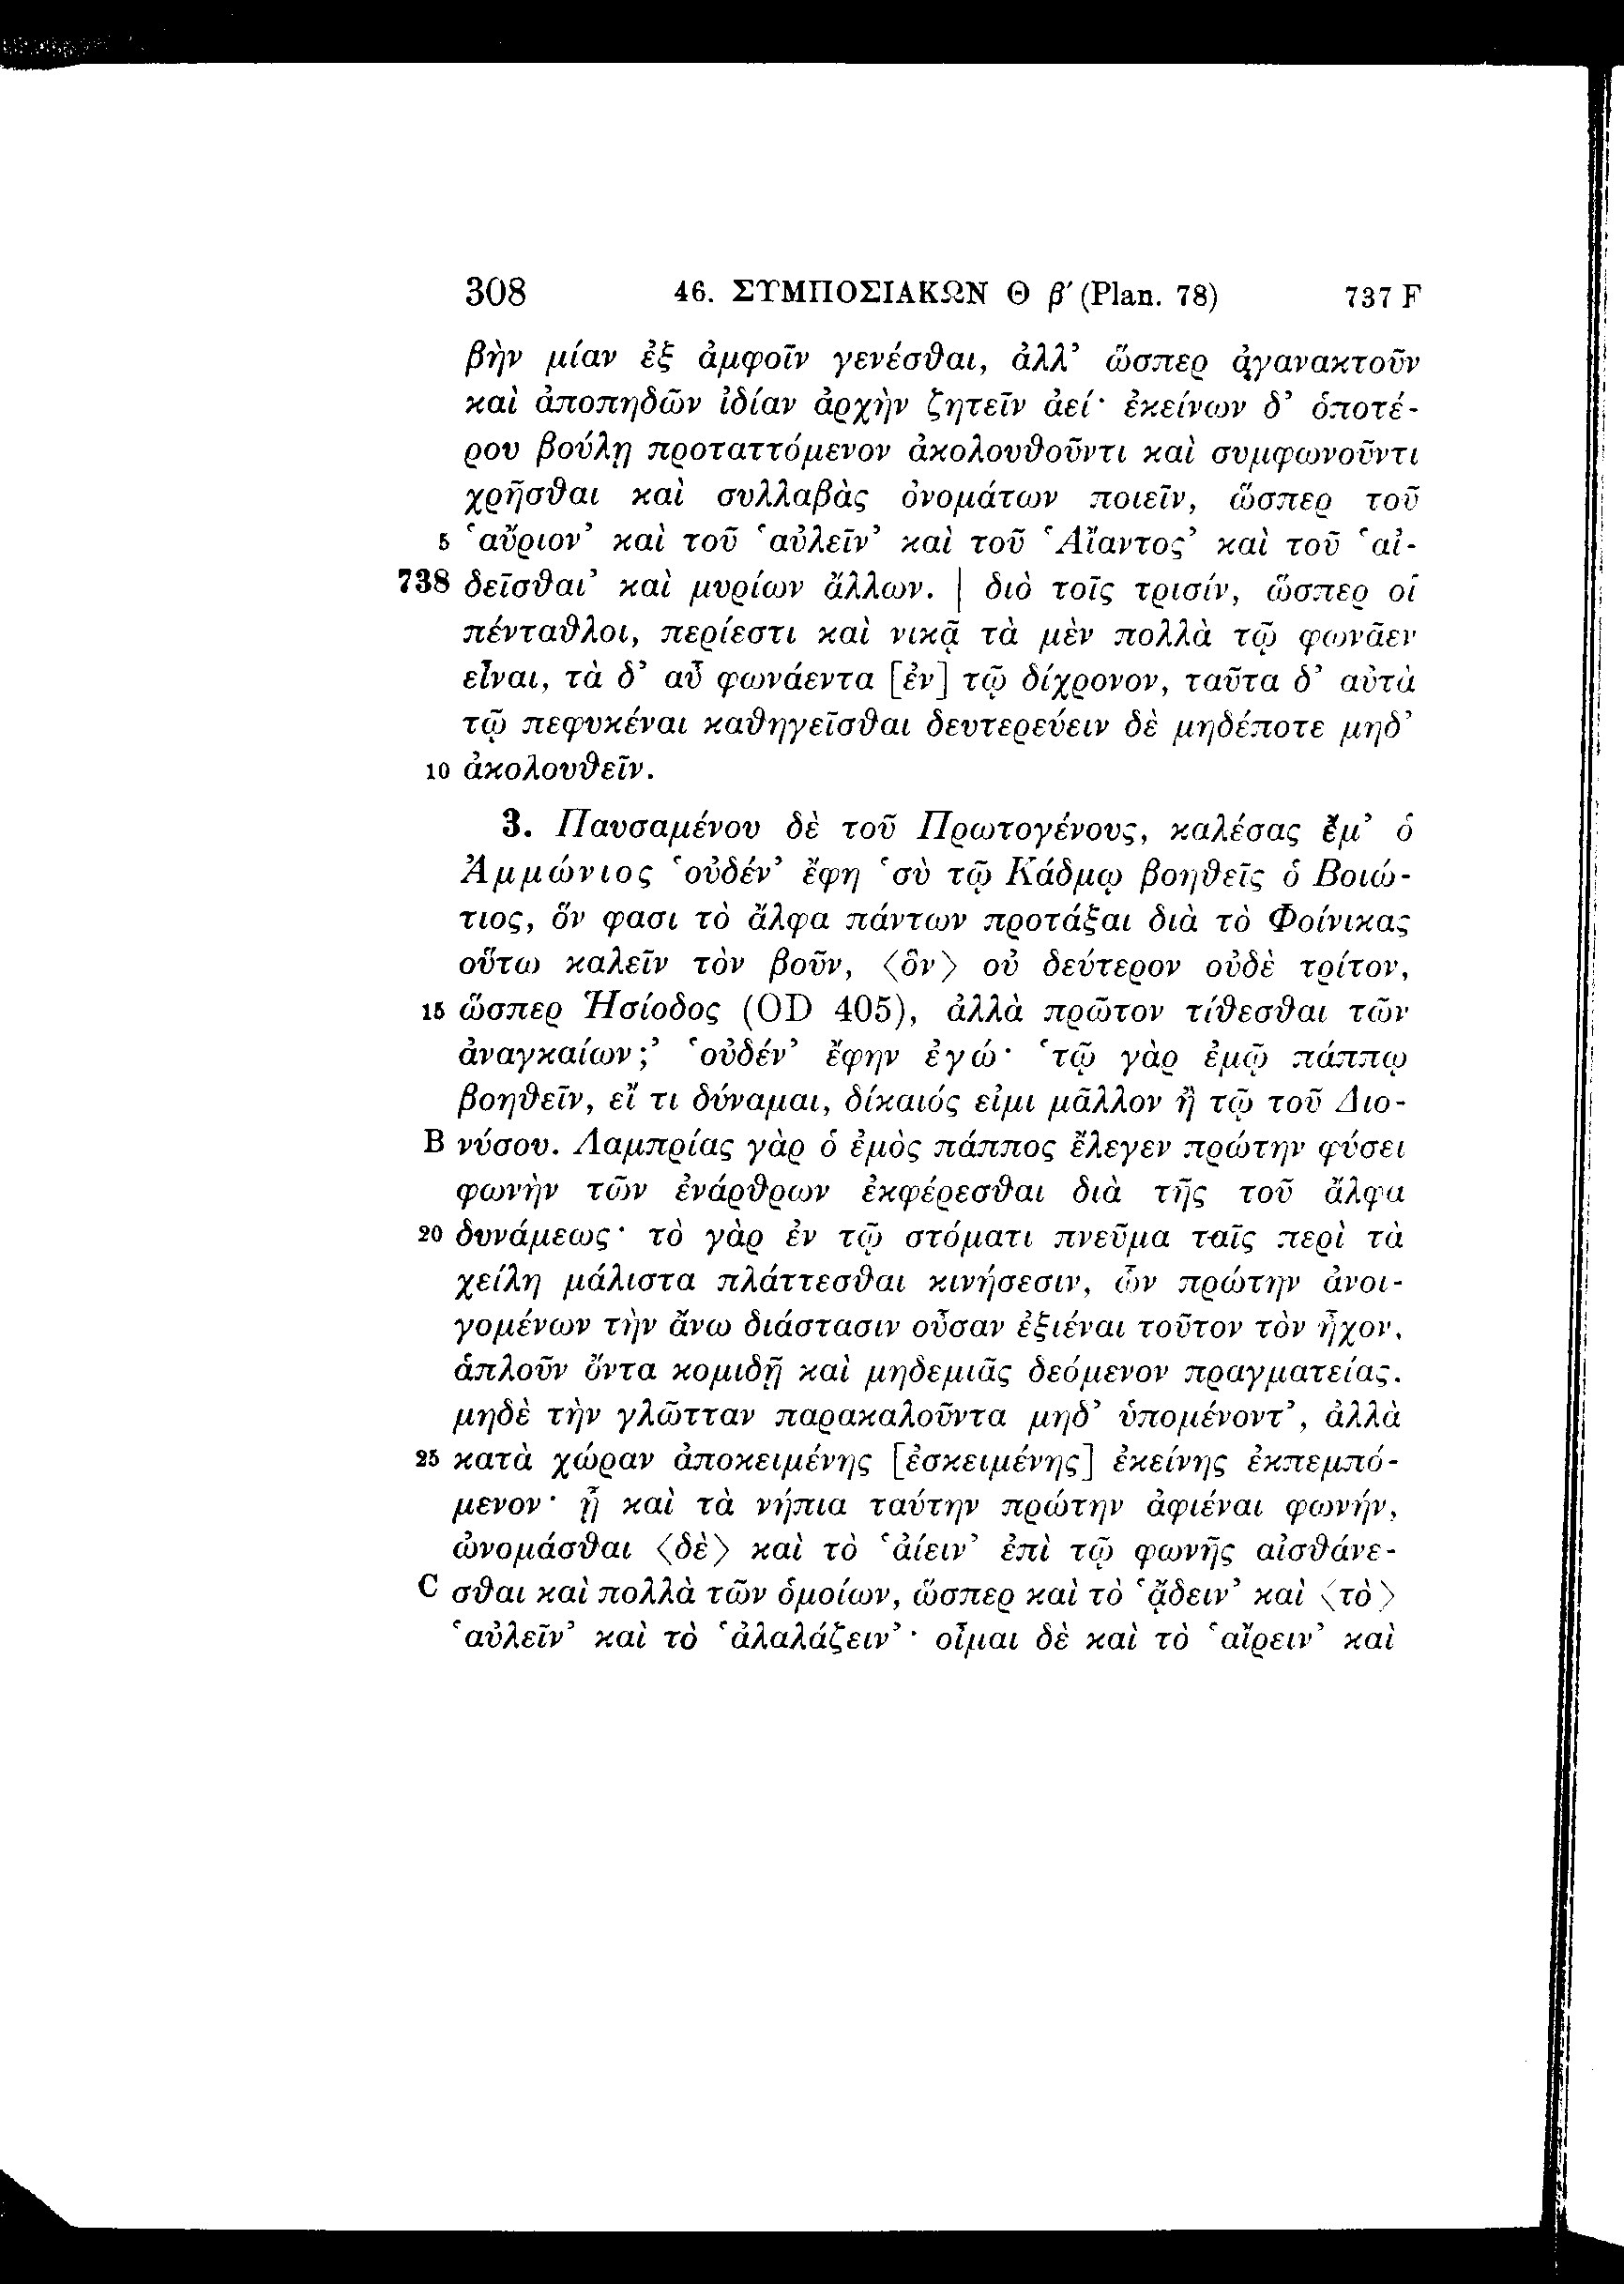 308 46. ΣΥΜΠΟΣΙΑΚΩΝ Θ β′ (Plan. 78) 737 F
βὴν μίαν ἐξ ἀμφοῖν γενέσθαι, ἀλλ’ ὥσπερ ἀγανακτοῦν
καὶ ἀποπηδῶν ἰδίαν ἀρχὴν ζητεῖν ἀεί· ἐκείνων δ’ ὁποτέ-
ρου βούλῃ προταττόμενον ἀκολουθοῦντι καὶ συμφωνοῦντι
χρῆσθαι καὶ συλλαβὰς ὀνομάτων ποιεῖν, ὥσπερ τοῦ
5 ‘αὔριον’ καὶ τοῦ ‘αὐλεῖν’ καὶ τοῦ ‘Αἴαντος’ καὶ τοῦ ‘αἰ-
738 δεῖσθαι’ καὶ μυρίων ἄλλων. | διὸ τοῖς τρισίν, ὥσπερ οἱ
πένταθλοι, περίεστι καὶ νικᾷ τὰ μὲν πολλὰ τῷ φωνᾶεν
εἶναι, τὰ δ’ αὖ φωνάεντα [ἐν] τῷ δίχρονον, ταῦτα δ’ αὐτὰ
τῷ πεφυκέναι καθηγεῖσθαι δευτερεύειν δὲ μηδέποτε μηδ’
10 ἀκολουθεῖν.
3. Παυσαμένου δὲ τοῦ Πρωτογένους, καλέσας ἔμ’ ὁ
Ἀμμώνιος ‘οὐδέν’ ἔφη ‘σὺ τῷ Κάδμῳ βοηθεῖς ὁ Βοιώ-
τιος, ὅν φασι τὸ ἄλφα πάντων προτάξαι διὰ τὸ Φοίνικας
οὕτω καλεῖν τὸν βοῦν, ⟨ὃν⟩ οὐ δεύτερον οὐδὲ τρίτον,
15 ὥσπερ Ἡσίοδος (OD 405), ἀλλὰ πρῶτον τίθεσθαι τῶν
ἀναγκαίων;’ ‘οὐδέν’ ἔφην ἐγώ· ‘τῷ γὰρ ἐμῷ πάππῳ
βοηθεῖν, εἴ τι δύναμαι, δίκαιός εἰμι μᾶλλον ἢ τῷ τοῦ Διο-
B νύσου. Λαμπρίας γὰρ ὁ ἐμὸς πάππος ἔλεγεν πρώτην φύσει
φωνὴν τῶν ἐνάρθρων ἐκφέρεσθαι διὰ τῆς τοῦ ἄλφα
20 δυνάμεως· τὸ γὰρ ἐν τῷ στόματι πνεῦμα ταῖς περὶ τὰ
χείλη μάλιστα πλάττεσθαι κινήσεσιν, ὧν πρώτην ἀνοι-
γομένων τὴν ἄνω διάστασιν οὖσαν ἐξιέναι τοῦτον τὸν ἦχον,
ἁπλοῦν ὄντα κομιδῇ καὶ μηδεμιᾶς δεόμενον πραγματείας.
μηδὲ τὴν γλῶτταν παρακαλοῦντα μηδ’ ὑπομένοντ’, ἀλλὰ
25 κατὰ χώραν ἀποκειμένης [ἐσκειμένης] ἐκείνης ἐκπεμπό-
μενον· ᾗ καὶ τὰ νήπια ταύτην πρώτην ἀφιέναι φωνήν,
ὠνομάσθαι ⟨δὲ⟩ καὶ τὸ ‘ἀίειν’ ἐπὶ τῷ φωνῆς αἰσθάνε-
C σθαι καὶ πολλὰ τῶν ὁμοίων, ὥσπερ καὶ τὸ ‘ᾄδειν’ καὶ ⟨τὸ⟩
‘αὐλεῖν’ καὶ τὸ ‘ἀλαλάζειν’· οἶμαι δὲ καὶ τὸ ‘αἴρειν’ καὶ